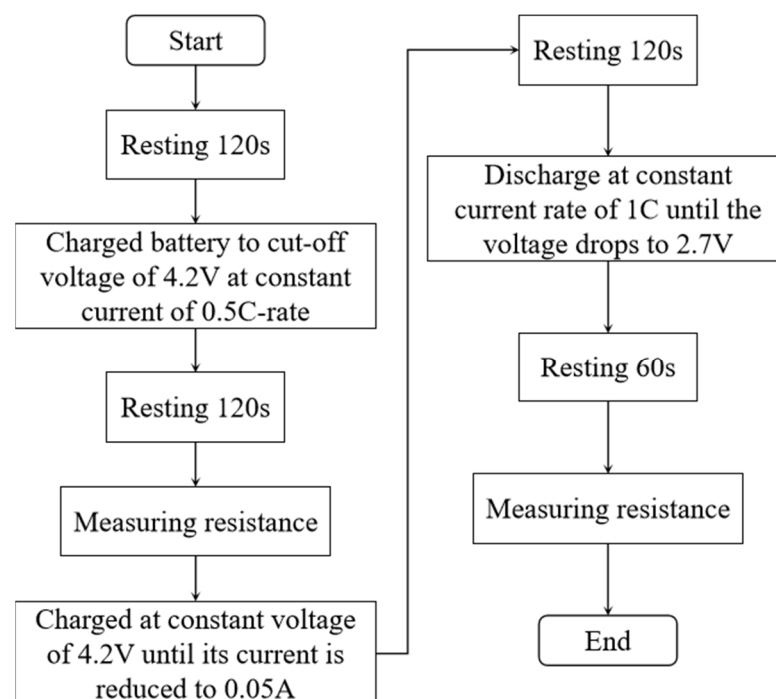 Start
Resting 120s
Charged battery to cut-off
voltage of 4.2V at constant
current of 0.5C-rate
Resting 120s
Measuring resistance
Charged at constant voltage
of 4.2V until its current is
reduced to 0.05A
Resting 120s
Discharge at constant
current rate of 1C until the
voltage drops to 2.7V
Resting 60s
Measuring resistance
End